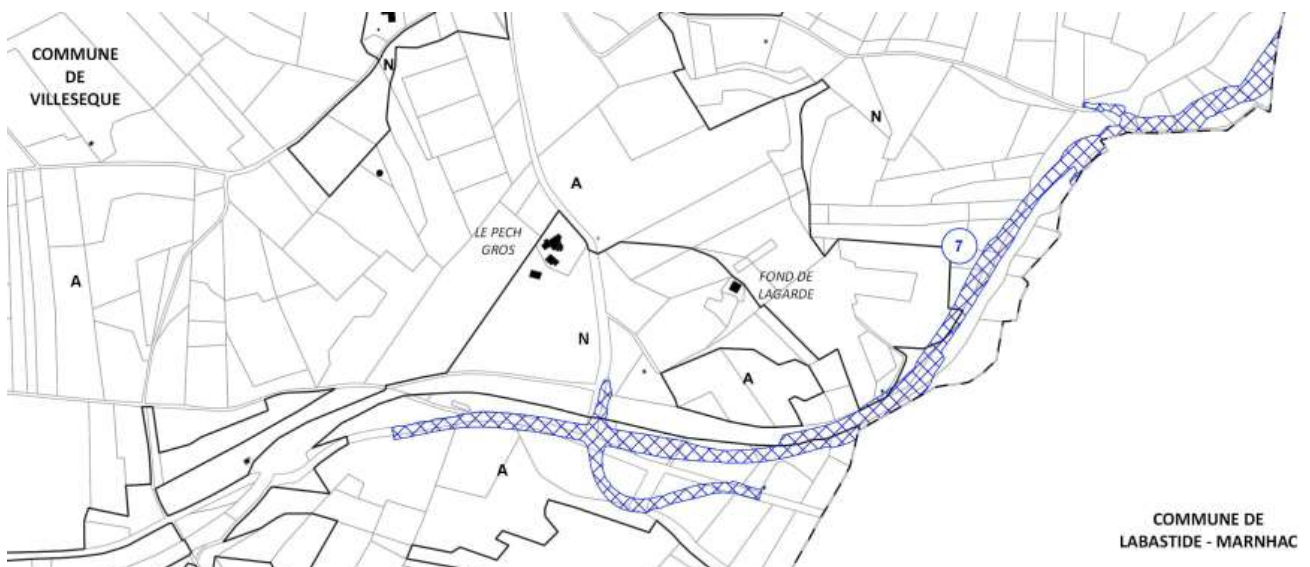 COMMUNE
DE
VILLESEQUE
N
N
A
LE PECH
GROS
7
A
FOND DE
LAGARDE
N
A
A
COMMUNE DE
LABASTIDE - MARNHAC